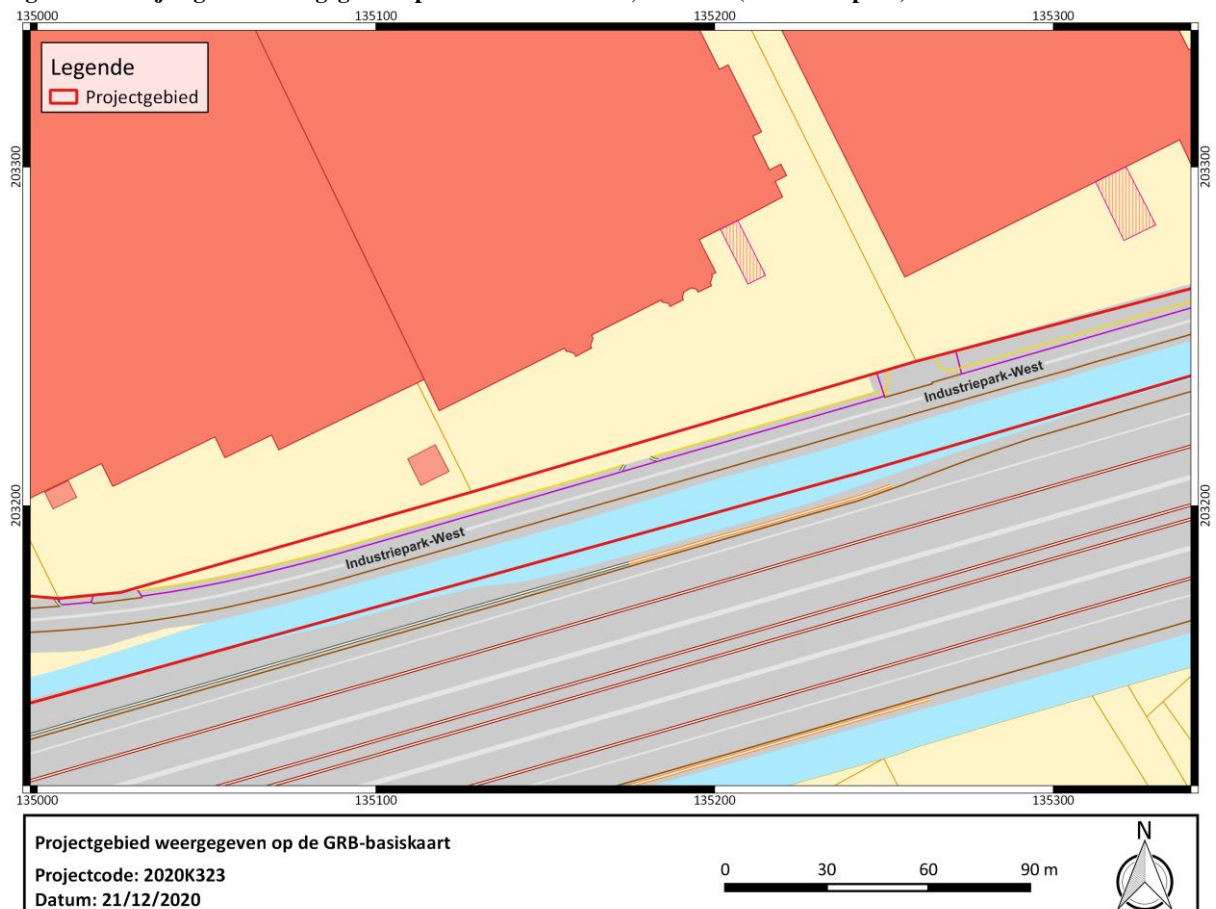 135000 135100 135200 135300
Legende
Projectgebied
203300
203300
Industriepark-West
203200
203200
Industriepark-West
135000 135100 135200 135300
Projectgebied weergegeven op de GRB-basiskaart
Projectcode: 2020K323
Datum: 21/12/2020
0 30 60 90 m
N